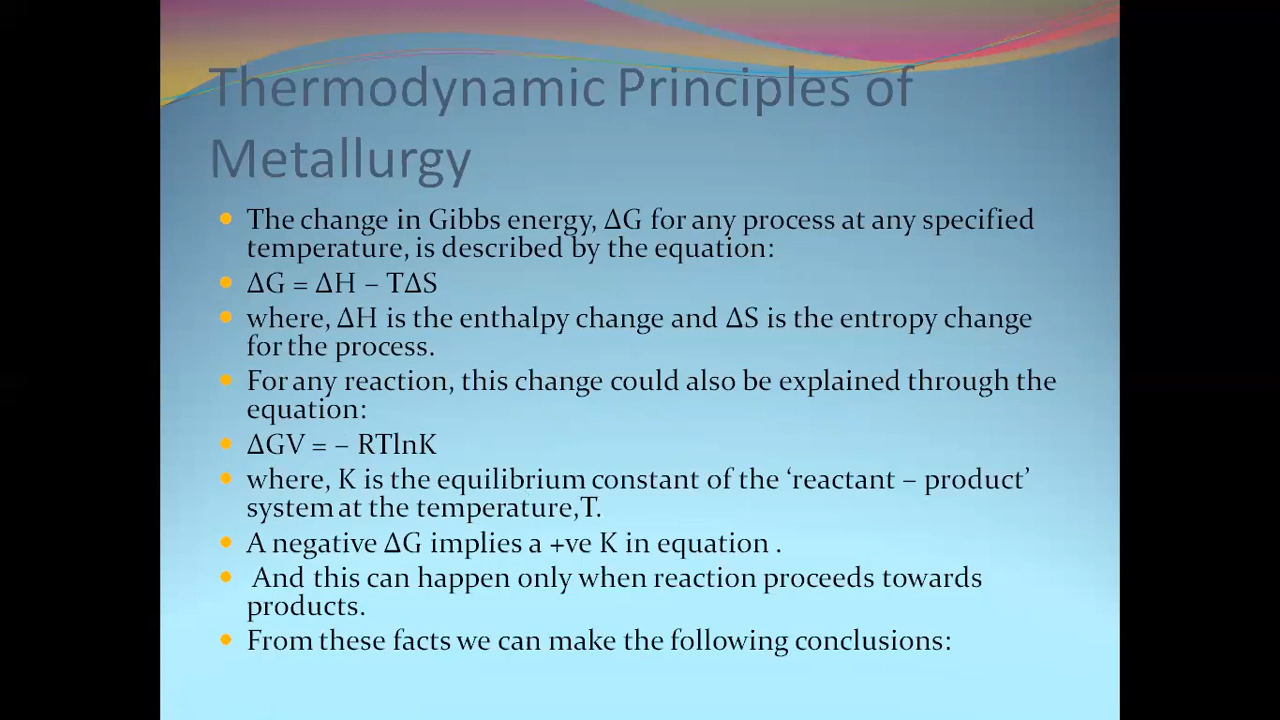 Thermodynamic Principles of
Metallurgy
The change in Gibbs energy, ΔG for any process at any specified
temperature, is described by the equation:
ΔG = ΔH – TΔS
where, ΔH is the enthalpy change and ΔS is the entropy change
for the process.
For any reaction, this change could also be explained through the
equation:
ΔGV = – RTlnK
where, K is the equilibrium constant of the ‘reactant – product’
system at the temperature,T.
A negative ΔG implies a +ve K in equation .
And this can happen only when reaction proceeds towards
products.
From these facts we can make the following conclusions: